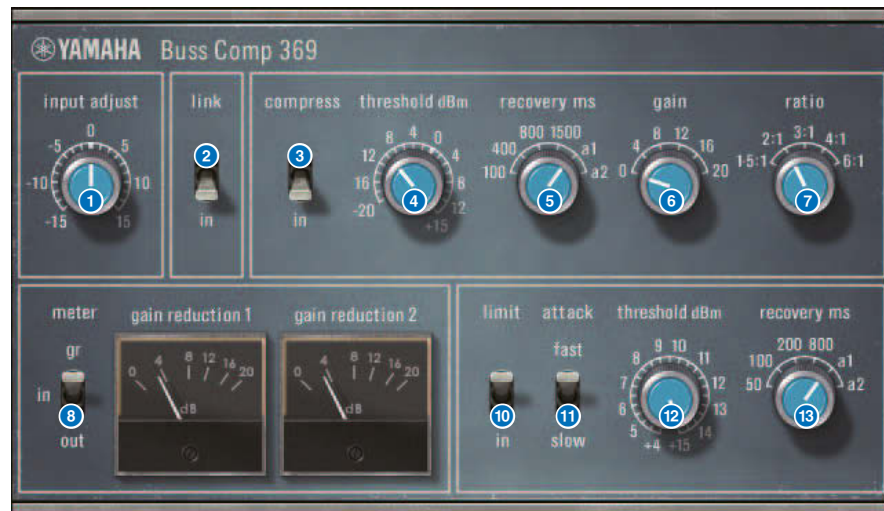 YAMAHA Buss Comp 369
input adjust
0
-5 5
-10 10
-15 15
1
link
2
in
compress
3
in
threshold dBm
4 0
8 4
12 8
16 12
-20 +15
4
recovery ms
800 1500
400 a1
100 a2
5
gain
8 12
4 16
0 20
6
ratio
3:1
2:1 4:1
1·5:1 6:1
7
meter
gr
in
8
out
gain reduction 1
0 4 8 12 16 20
dB
gain reduction 2
0 4 8 12 16 20
dB
limit
10
in
attack
fast
11
slow
threshold dBm
9 10
8 11
7 12
6 13
5 14
+4 +15
12
recovery ms
200 800
100 a1
50 a2
13